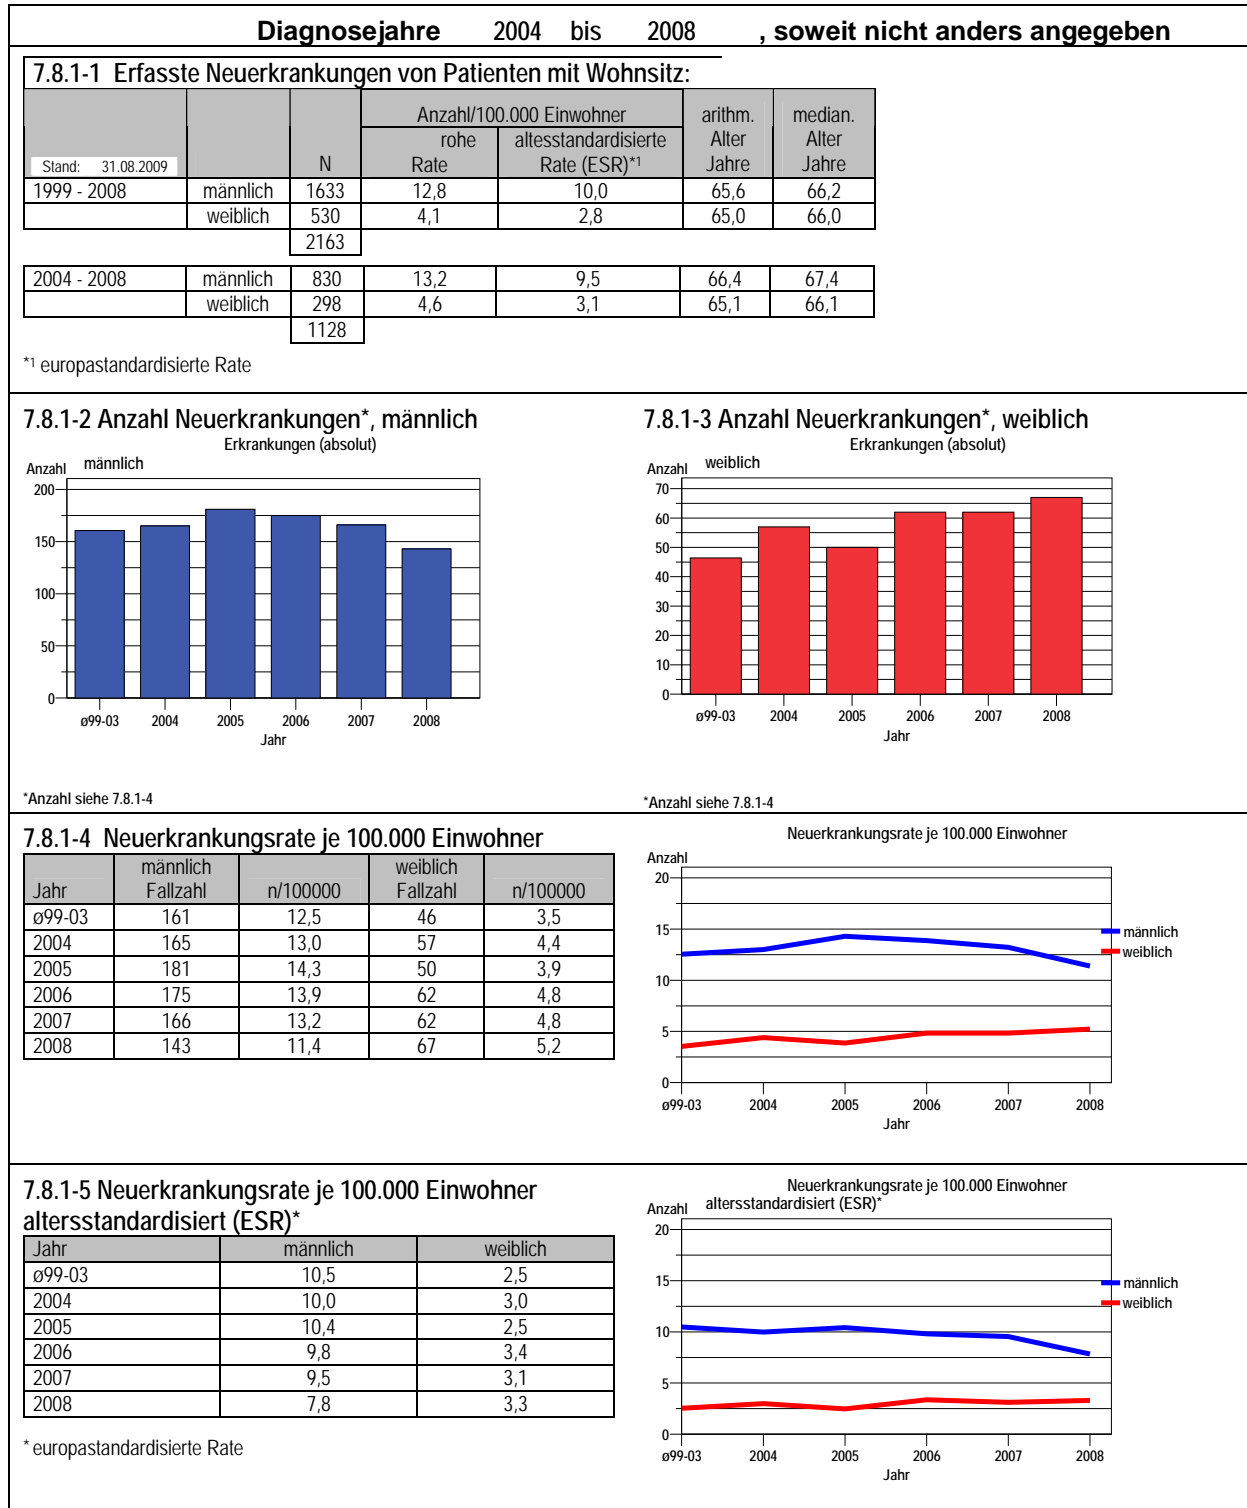 Diagnosejahre 2004 bis 2008 , soweit nicht anders angegeben
7.8.1-1 Erfasste Neuerkrankungen von Patienten mit Wohnsitz:
Anzahl/100.000 Einwohner arithm. median.
rohe altesstandardisierte Alter Alter
Stand: 31.08.2009 N Rate Rate (ESR)*1 Jahre Jahre
1999 - 2008 männlich 1633 12,8 10,0 65,6 66,2
weiblich 530 4,1 2,8 65,0 66,0
2163
2004 - 2008 männlich 830 13,2 9,5 66,4 67,4
weiblich 298 4,6 3,1 65,1 66,1
1128
*1 europastandardisierte Rate
7.8.1-2 Anzahl Neuerkrankungen*, männlich
Erkrankungen (absolut)
Anzahl männlich
200
150
100
50
0
ø99-03 2004 2005 2006 2007 2008
Jahr
*Anzahl siehe 7.8.1-4
7.8.1-3 Anzahl Neuerkrankungen*, weiblich
Erkrankungen (absolut)
Anzahl weiblich
70
60
50
40
30
20
10
0
ø99-03 2004 2005 2006 2007 2008
Jahr
*Anzahl siehe 7.8.1-4
7.8.1-4 Neuerkrankungsrate je 100.000 Einwohner
männlich weiblich
Jahr Fallzahl n/100000 Fallzahl n/100000
ø99-03 161 12,5 46 3,5
2004 165 13,0 57 4,4
2005 181 14,3 50 3,9
2006 175 13,9 62 4,8
2007 166 13,2 62 4,8
2008 143 11,4 67 5,2
Neuerkrankungsrate je 100.000 Einwohner
Anzahl
20
15
10
5
0
männlich
weiblich
ø99-03 2004 2005 2006 2007 2008
Jahr
7.8.1-5 Neuerkrankungsrate je 100.000 Einwohner
altersstandardisiert (ESR)*
Jahr männlich weiblich
ø99-03 10,5 2,5
2004 10,0 3,0
2005 10,4 2,5
2006 9,8 3,4
2007 9,5 3,1
2008 7,8 3,3
* europastandardisierte Rate
Neuerkrankungsrate je 100.000 Einwohner
Anzahl altersstandardisiert (ESR)*
20
15
10
5
0
männlich
weiblich
ø99-03 2004 2005 2006 2007 2008
Jahr